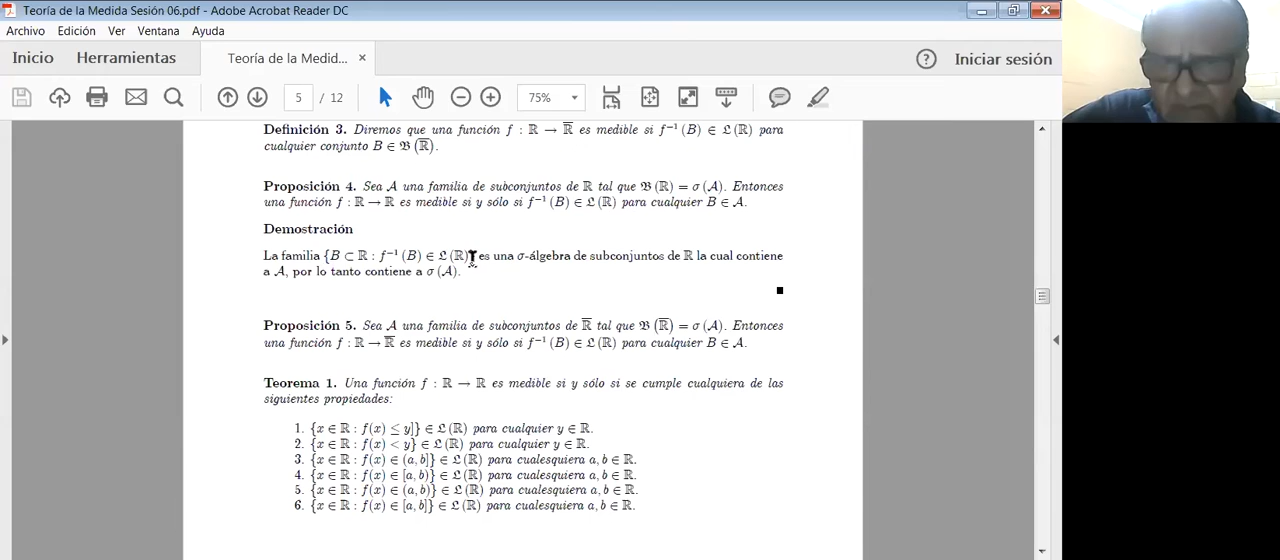 Teoría de la Medida Sesión 06.pdf - Adobe Acrobat Reader DC
Archivo Edición Ver Ventana Ayuda
Inicio Herramientas Teoría de la Medid... × ? Iniciar sesión
5 / 12 75%
Definición 3. Diremos que una función f : ℝ → ℝ̅ es medible si f⁻¹ (B) ∈ 𝔏 (ℝ) para
cualquier conjunto B ∈ 𝔅 (ℝ̅).
Proposición 4. Sea 𝒜 una familia de subconjuntos de ℝ tal que 𝔅 (ℝ) = σ (𝒜). Entonces
una función f : ℝ → ℝ es medible si y sólo si f⁻¹ (B) ∈ 𝔏 (ℝ) para cualquier B ∈ 𝒜.
Demostración
La familia {B ⊂ ℝ : f⁻¹ (B) ∈ 𝔏 (ℝ) es una σ-álgebra de subconjuntos de ℝ la cual contiene
a 𝒜, por lo tanto contiene a σ (𝒜).
■
Proposición 5. Sea 𝒜 una familia de subconjuntos de ℝ̅ tal que 𝔅 (ℝ̅) = σ (𝒜). Entonces
una función f : ℝ → ℝ̅ es medible si y sólo si f⁻¹ (B) ∈ 𝔏 (ℝ) para cualquier B ∈ 𝒜.
Teorema 1. Una función f : ℝ → ℝ es medible si y sólo si se cumple cualquiera de las
siguientes propiedades:
1. {x ∈ ℝ : f(x) ≤ y]} ∈ 𝔏 (ℝ) para cualquier y ∈ ℝ.
2. {x ∈ ℝ : f(x) < y} ∈ 𝔏 (ℝ) para cualquier y ∈ ℝ.
3. {x ∈ ℝ : f(x) ∈ (a, b]} ∈ 𝔏 (ℝ) para cualesquiera a, b ∈ ℝ.
4. {x ∈ ℝ : f(x) ∈ [a, b)} ∈ 𝔏 (ℝ) para cualesquiera a, b ∈ ℝ.
5. {x ∈ ℝ : f(x) ∈ (a, b)} ∈ 𝔏 (ℝ) para cualesquiera a, b ∈ ℝ.
6. {x ∈ ℝ : f(x) ∈ [a, b]} ∈ 𝔏 (ℝ) para cualesquiera a, b ∈ ℝ.